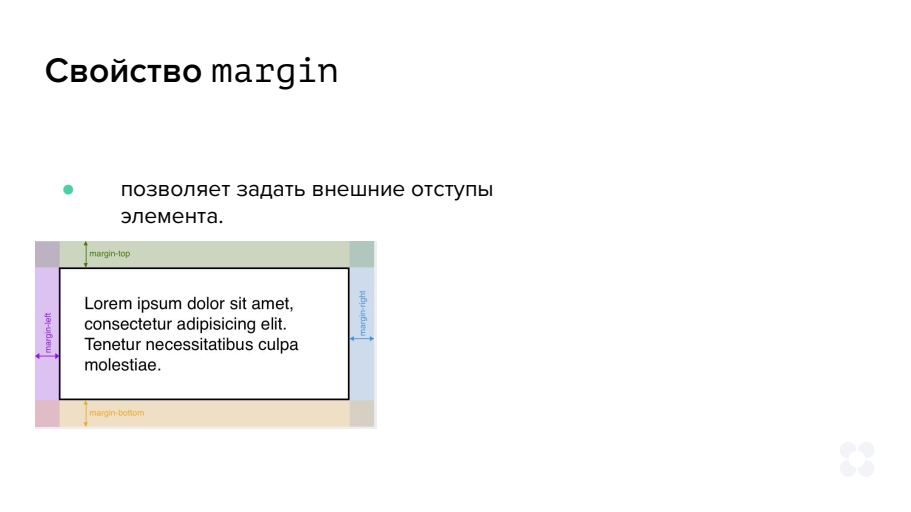 Свойство margin
позволяет задать внешние отступы
элемента.
margin-top
margin-left
Lorem ipsum dolor sit amet,
consectetur adipisicing elit.
Tenetur necessitatibus culpa
molestiae.
margin-right
margin-bottom